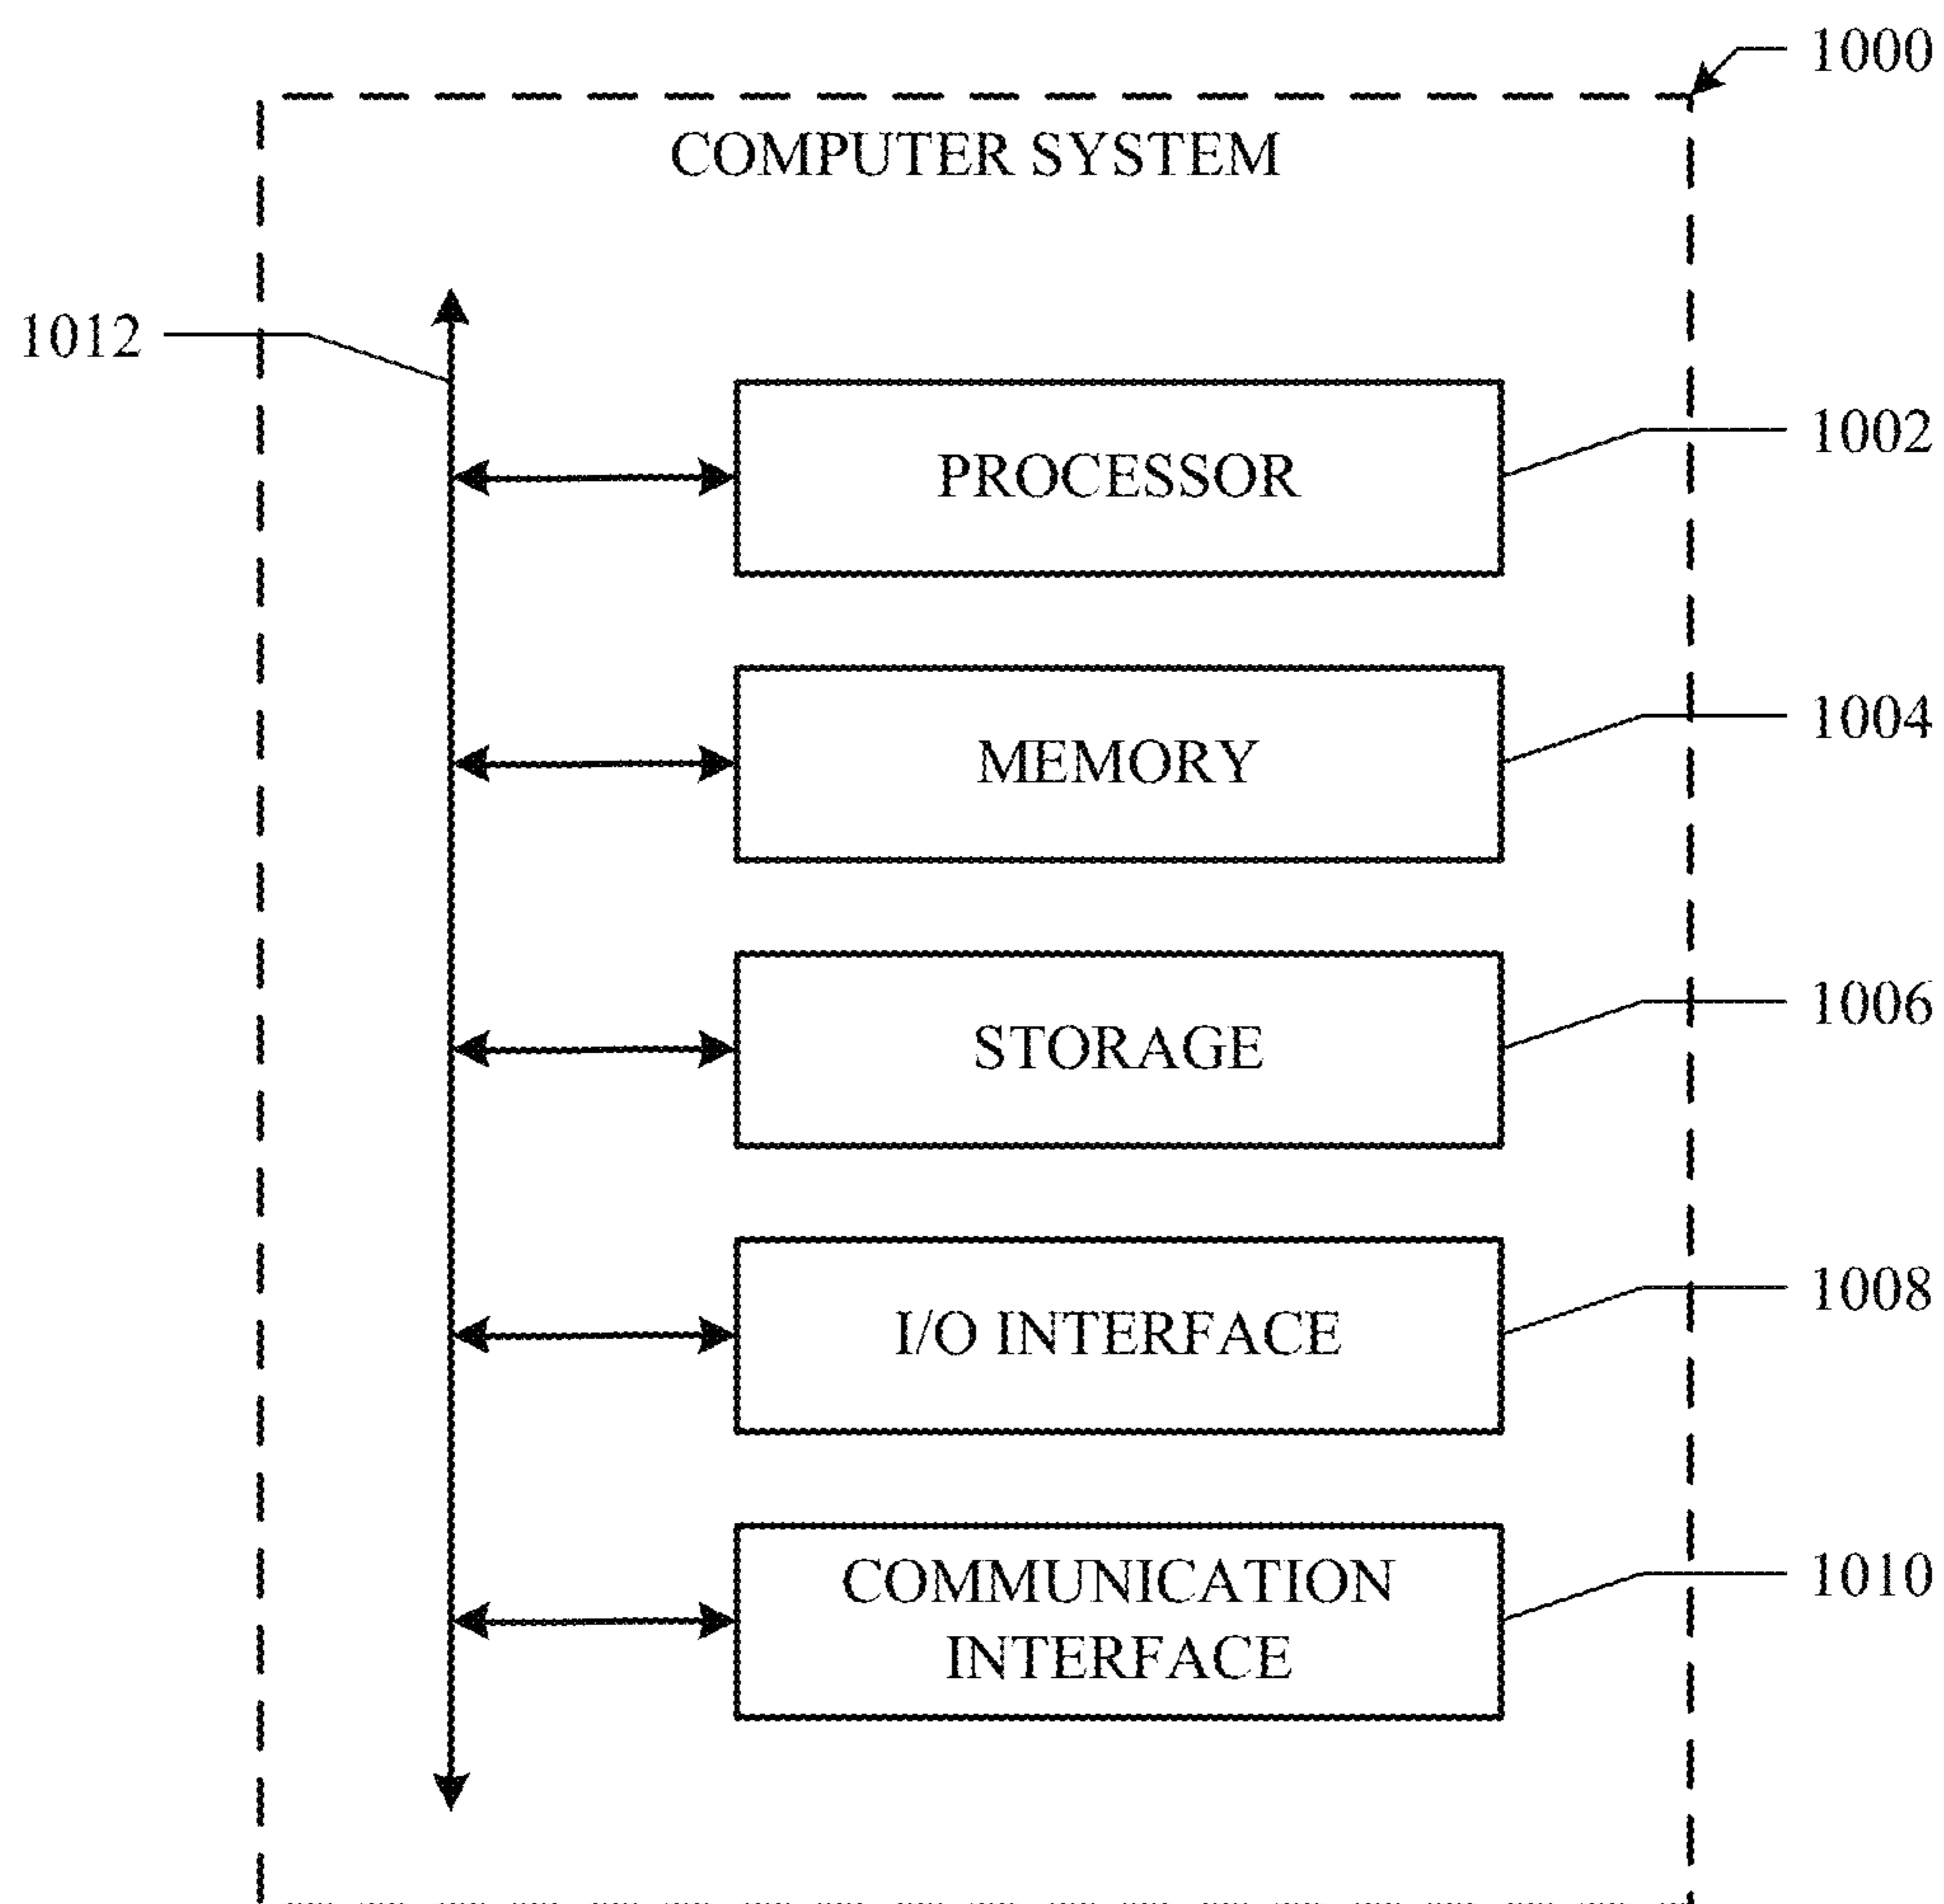 1000
COMPUTER SYSTEM
1012
1002
PROCESSOR
1004
MEMORY
1006
STORAGE
1008
I/O INTERFACE
1010
COMMUNICATION
INTERFACE